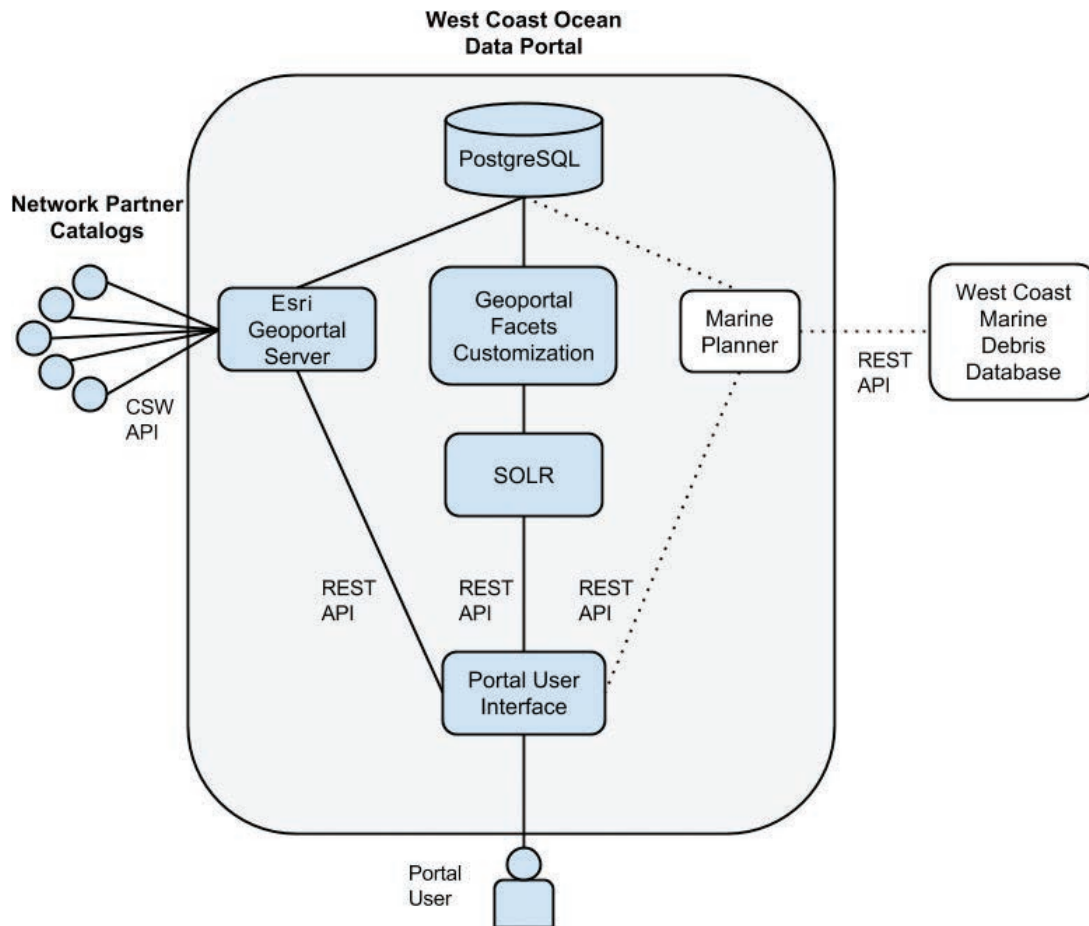 West Coast Ocean
Data Portal
PostgreSQL
Network Partner
Catalogs
Esri
Geoportal
Server
Geoportal
Facets
Customization
Marine
Planner
West Coast
Marine
Debris
Database
REST
API
CSW
API
SOLR
REST
API
REST
API
REST
API
Portal User
Interface
Portal
User